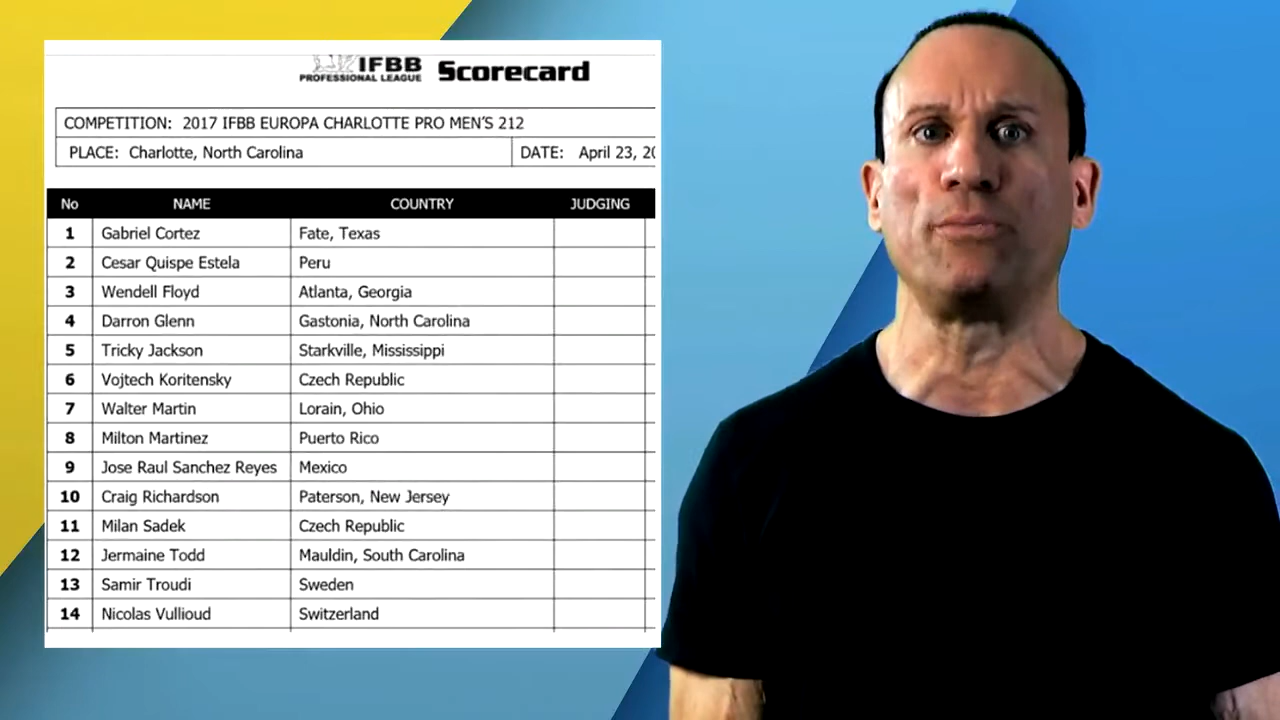 IFBB
PROFESSIONAL LEAGUE
Scorecard
COMPETITION: 2017 IFBB EUROPA CHARLOTTE PRO MEN'S 212
PLACE: Charlotte, North Carolina DATE: April 23, 20
No NAME COUNTRY JUDGING
1 Gabriel Cortez Fate, Texas
2 Cesar Quispe Estela Peru
3 Wendell Floyd Atlanta, Georgia
4 Darron Glenn Gastonia, North Carolina
5 Tricky Jackson Starkville, Mississippi
6 Vojtech Koritensky Czech Republic
7 Walter Martin Lorain, Ohio
8 Milton Martinez Puerto Rico
9 Jose Raul Sanchez Reyes Mexico
10 Craig Richardson Paterson, New Jersey
11 Milan Sadek Czech Republic
12 Jermaine Todd Mauldin, South Carolina
13 Samir Troudi Sweden
14 Nicolas Vullioud Switzerland